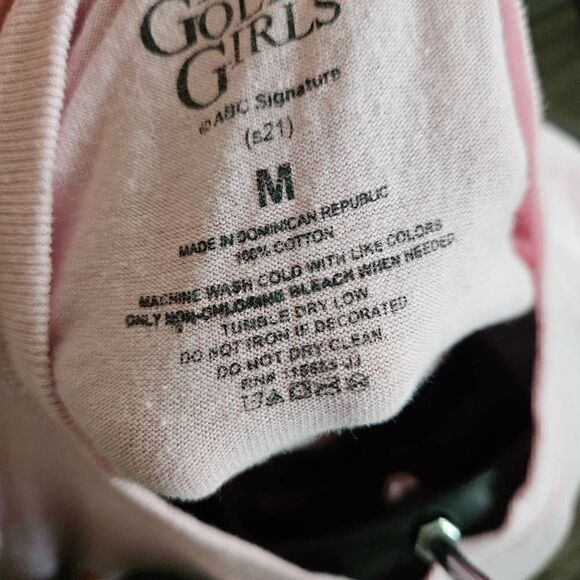 GOLDEN
GIRLS
© ABC Signature
(s21)
M
MADE IN DOMINICAN REPUBLIC
100% COTTON
MACHINE WASH COLD WITH LIKE COLORS
ONLY NON-CHLORINE BLEACH WHEN NEEDED
TUMBLE DRY LOW
DO NOT IRON IF DECORATED
DO NOT DRY CLEAN
RN#